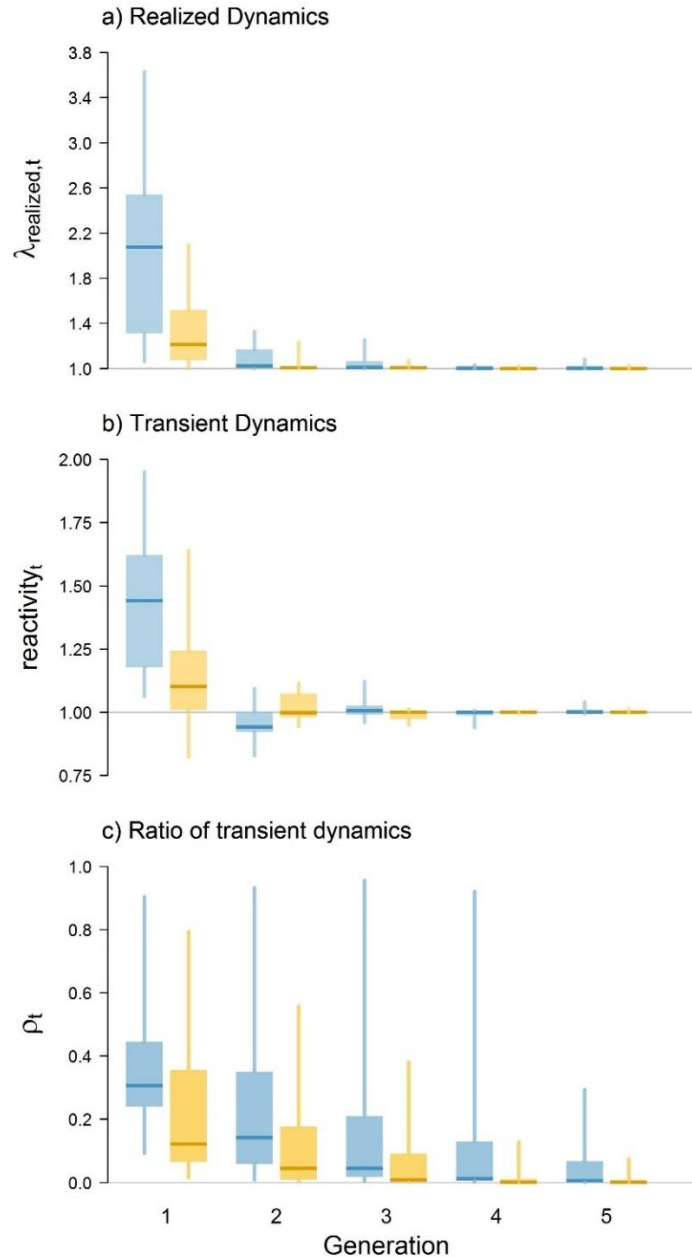 a) Realized Dynamics
3.8
3.4
3.0
2.6
2.2
1.8
1.4
1.0
λrealized,t
b) Transient Dynamics
2.00
1.75
1.50
1.25
1.00
0.75
reactivityt
c) Ratio of transient dynamics
1.0
0.8
0.6
0.4
0.2
0.0
ρt
1 2 3 4 5
Generation